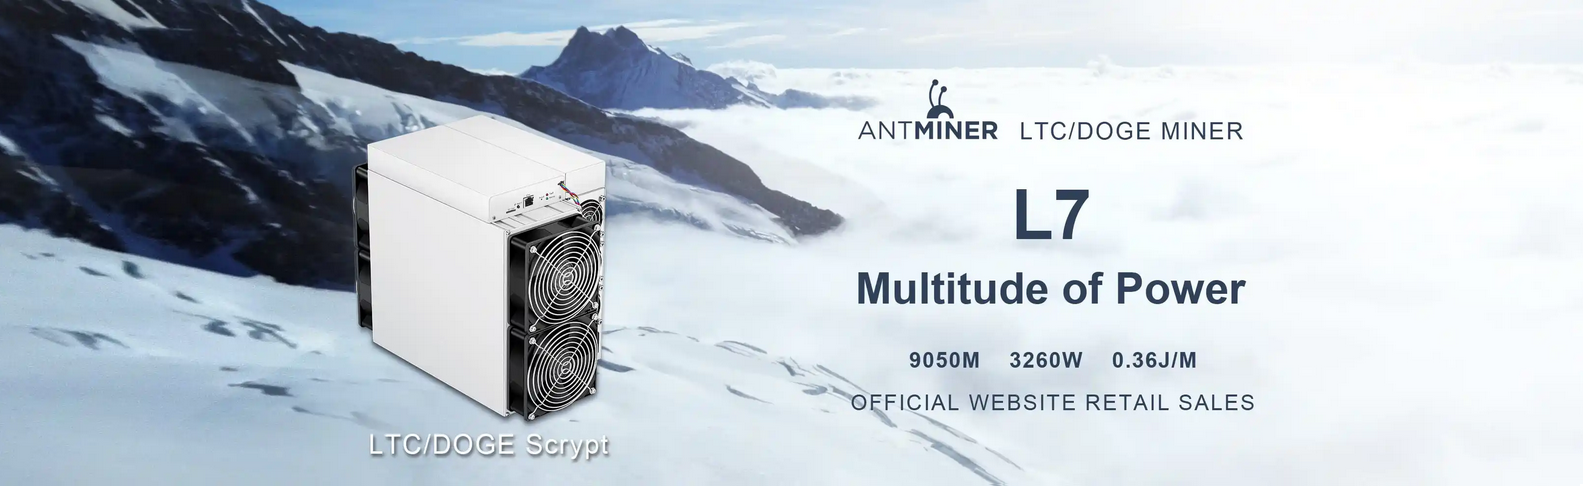 ANTMINER LTC/DOGE MINER
L7
Multitude of Power
9050M 3260W 0.36J/M
OFFICIAL WEBSITE RETAIL SALES
LTC/DOGE Scrypt